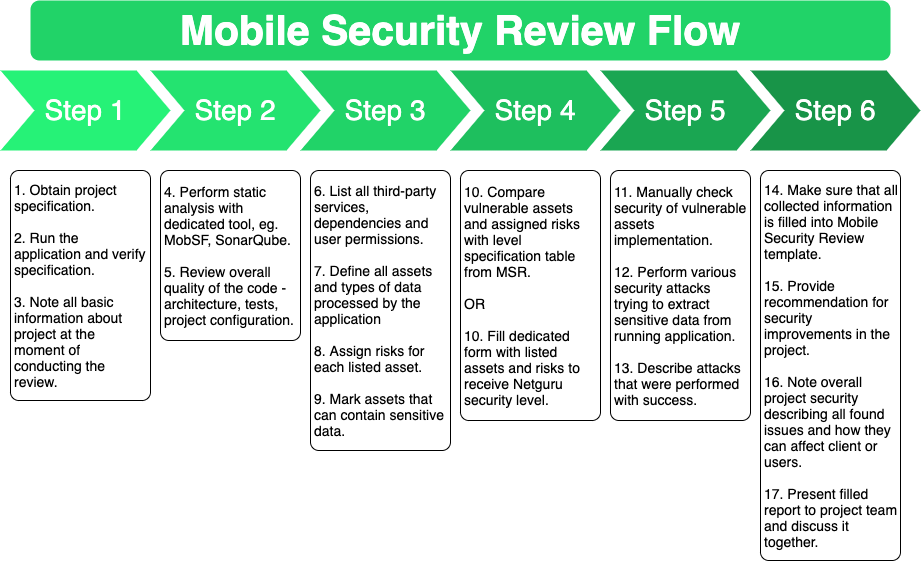 Mobile Security Review Flow
Step 1
Step 2
Step 3
Step 4
Step 5
Step 6
1. Obtain project
specification.
2. Run the
application and verify
specification.
3. Note all basic
information about
project at the
moment of
conducting the
review.
4. Perform static
analysis with
dedicated tool, eg.
MobSF, SonarQube.
5. Review overall
quality of the code -
architecture, tests,
project configuration.
6. List all third-party
services,
dependencies and
user permissions.
7. Define all assets
and types of data
processed by the
application
8. Assign risks for
each listed asset.
9. Mark assets that
can contain sensitive
data.
10. Compare
vulnerable assets
and assigned risks
with level
specification table
from MSR.
OR
10. Fill dedicated
form with listed
assets and risks to
receive Netguru
security level.
11. Manually check
security of vulnerable
assets
implementation.
12. Perform various
security attacks
trying to extract
sensitive data from
running application.
13. Describe attacks
that were performed
with success.
14. Make sure that all
collected information
is filled into Mobile
Security Review
template.
15. Provide
recommendation for
security
improvements in the
project.
16. Note overall
project security
describing all found
issues and how they
can affect client or
users.
17. Present filled
report to project team
and discuss it
together.